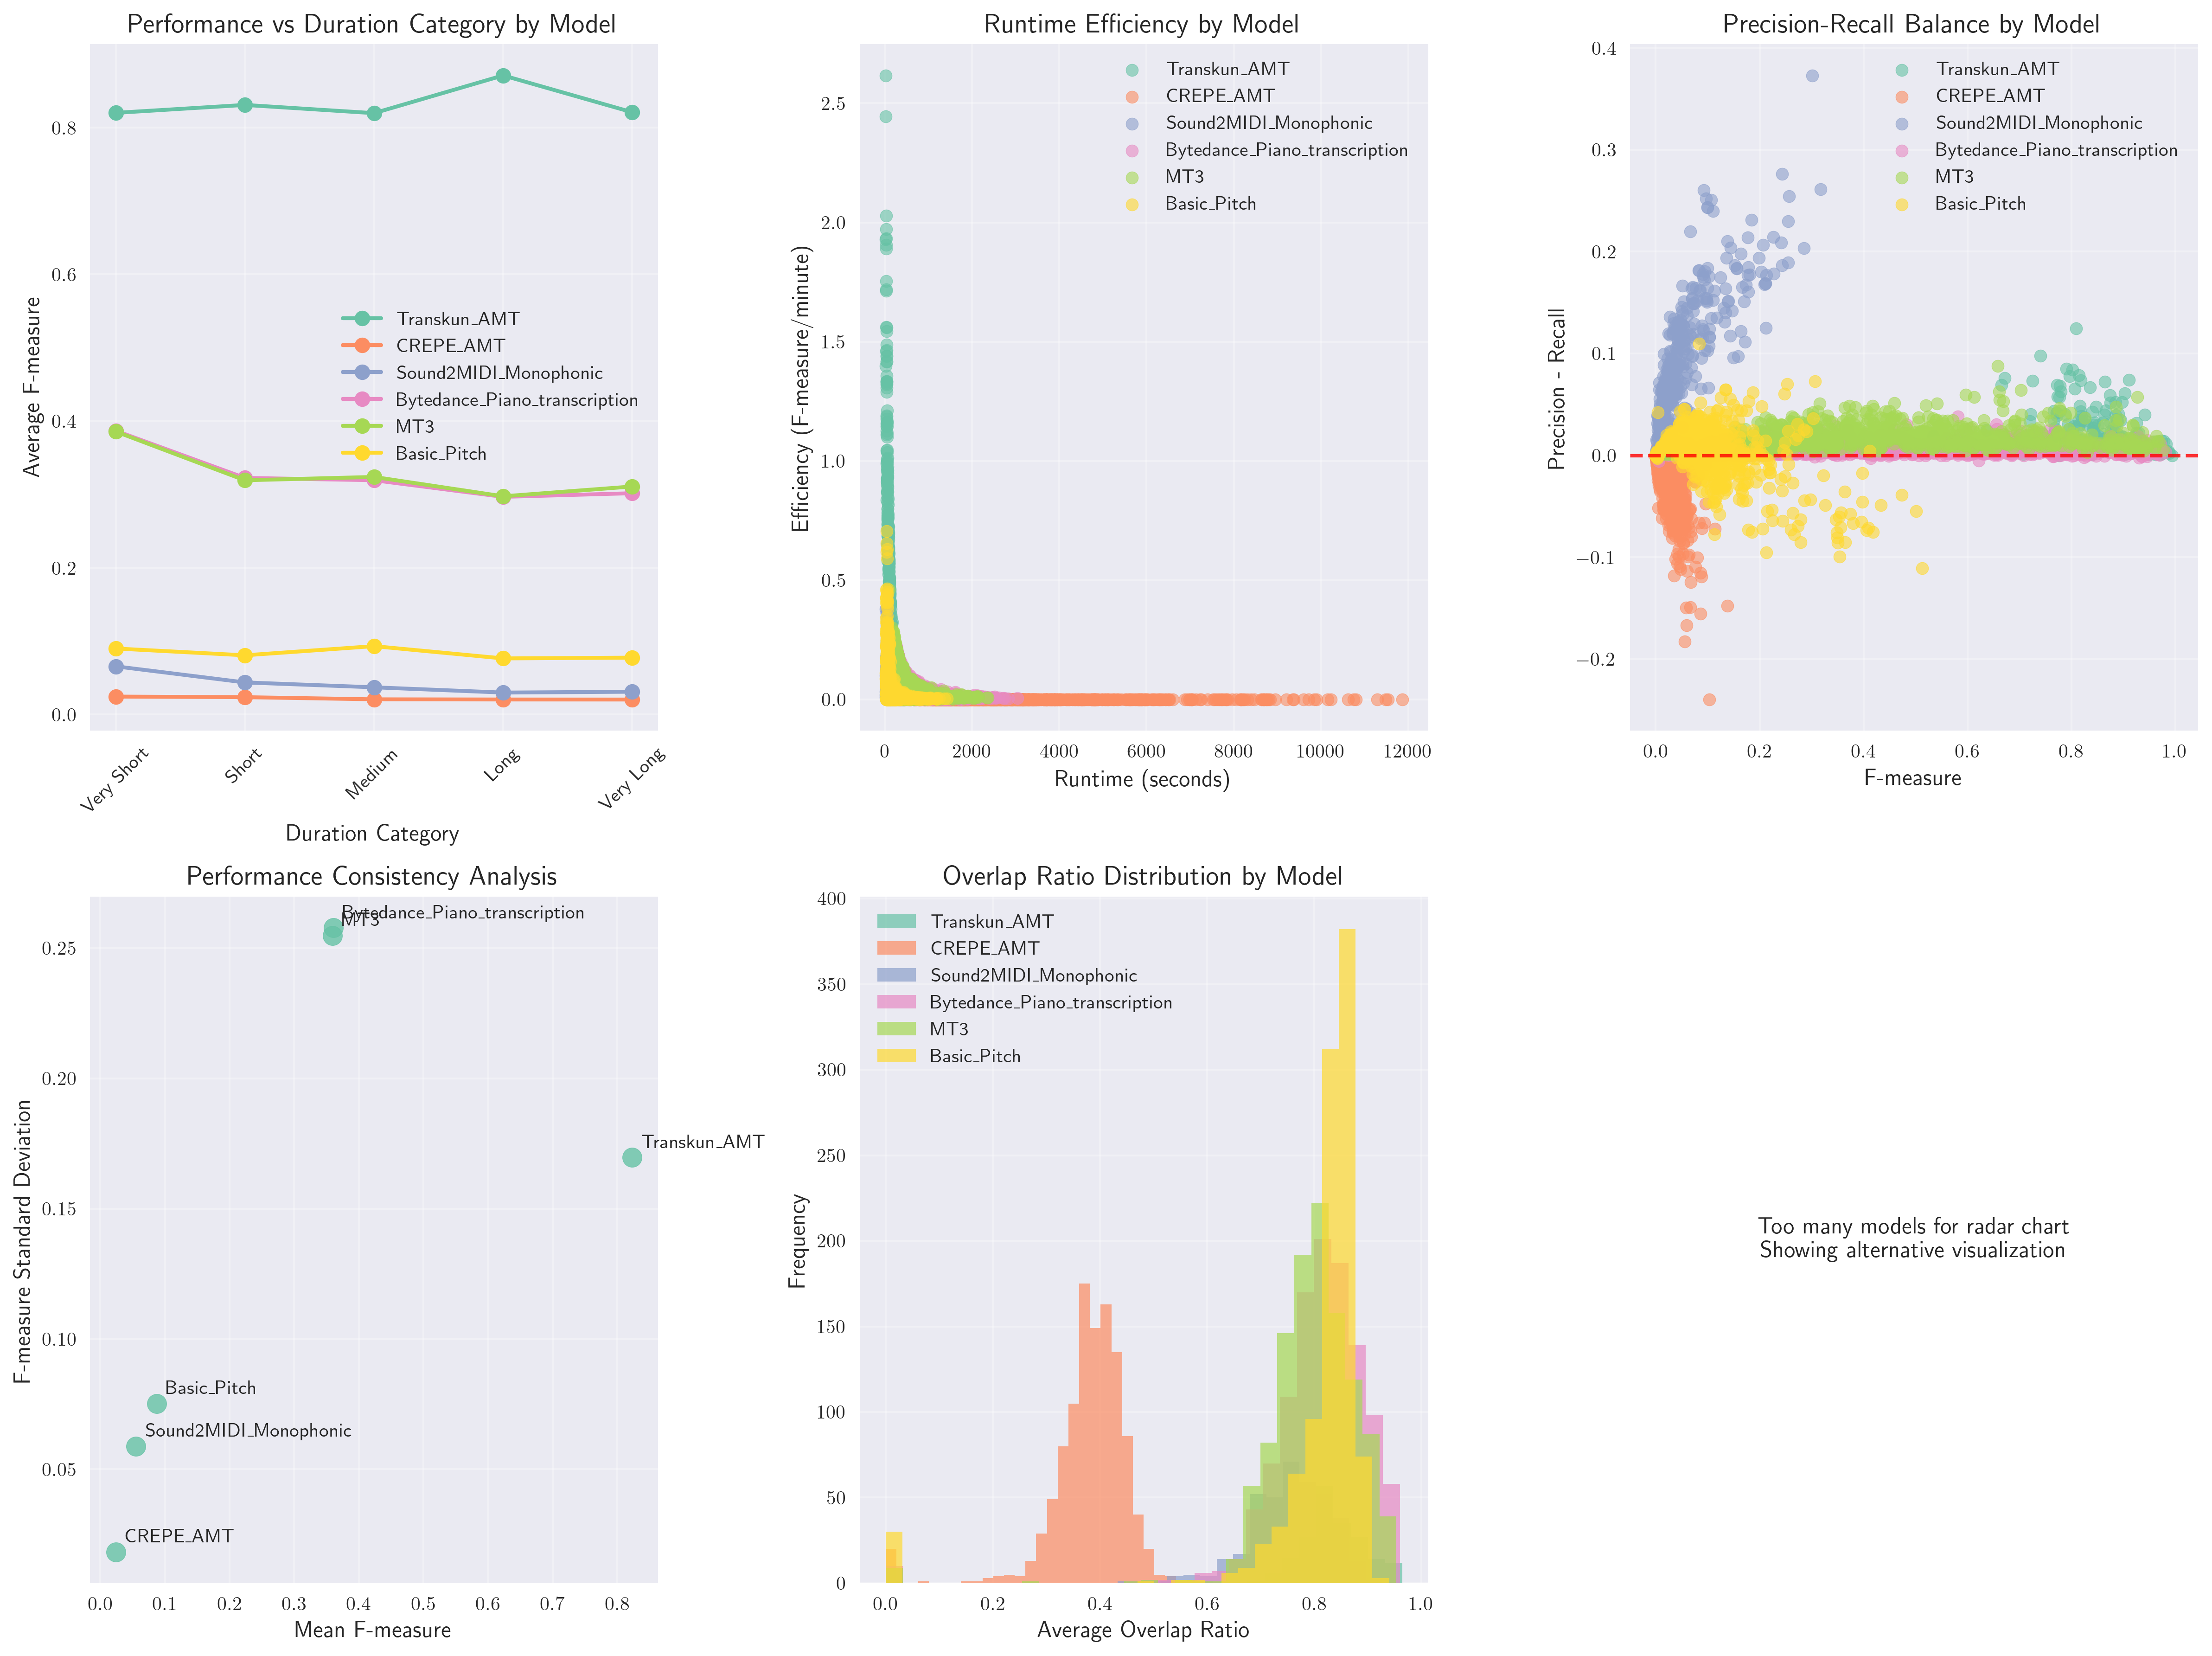 Performance vs Duration Category by Model
Average F-measure
0.8
0.6
0.4
0.2
0.0
Transkun_AMT
CREPE_AMT
Sound2MIDI_Monophonic
Bytedance_Piano_transcription
MT3
Basic_Pitch
Very Short
Short
Medium
Long
Very Long
Duration Category
Runtime Efficiency by Model
Efficiency (F-measure/minute)
2.5
2.0
1.5
1.0
0.5
0.0
Transkun_AMT
CREPE_AMT
Sound2MIDI_Monophonic
Bytedance_Piano_transcription
MT3
Basic_Pitch
0
2000
4000
6000
8000
10000
12000
Runtime (seconds)
Precision-Recall Balance by Model
Precision - Recall
0.4
0.3
0.2
0.1
0.0
−0.1
−0.2
Transkun_AMT
CREPE_AMT
Sound2MIDI_Monophonic
Bytedance_Piano_transcription
MT3
Basic_Pitch
0.0
0.2
0.4
0.6
0.8
1.0
F-measure
Performance Consistency Analysis
F-measure Standard Deviation
0.25
0.20
0.15
0.10
0.05
Bytedance_Piano_transcription
MT3
Transkun_AMT
Basic_Pitch
Sound2MIDI_Monophonic
CREPE_AMT
0.0
0.1
0.2
0.3
0.4
0.5
0.6
0.7
0.8
Mean F-measure
Overlap Ratio Distribution by Model
Frequency
400
350
300
250
200
150
100
50
0
Transkun_AMT
CREPE_AMT
Sound2MIDI_Monophonic
Bytedance_Piano_transcription
MT3
Basic_Pitch
0.0
0.2
0.4
0.6
0.8
1.0
Average Overlap Ratio
Too many models for radar chart
Showing alternative visualization